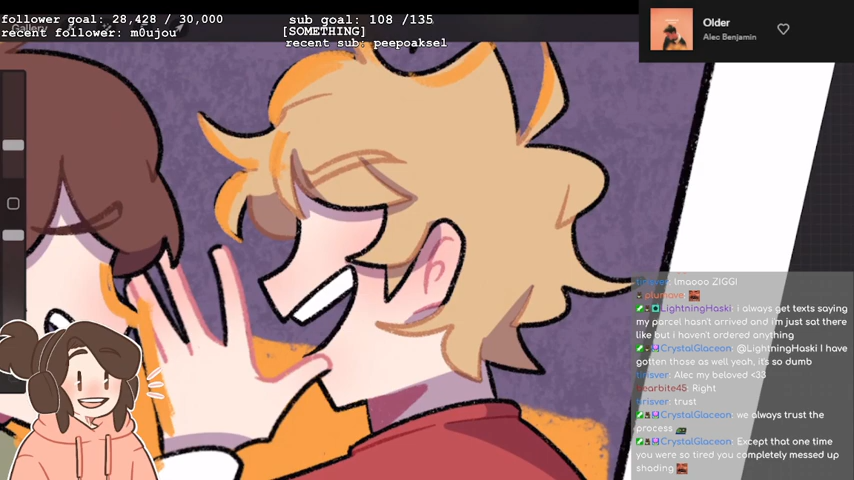 follower goal: 28,428 / 30,000
recent follower: m0ujou
sub goal: 108 /135
[SOMETHING]
recent sub: peepoaksel
Gallery
Older
Alec Benjamin
lmaooo ZIGGI
plumove:
LightningHaski: i always get texts saying
my parcel hasn't arrived and im just sat there
like but i haven't ordered anything
CrystalGlaceon: @LightningHaski I have
gotten those as well yeah, it's so dumb
Alec my beloved <33
bearbite45: Right
trust
CrystalGlaceon: we always trust the
process
CrystalGlaceon: Except that one time
you were so tired you completely messed up
shading